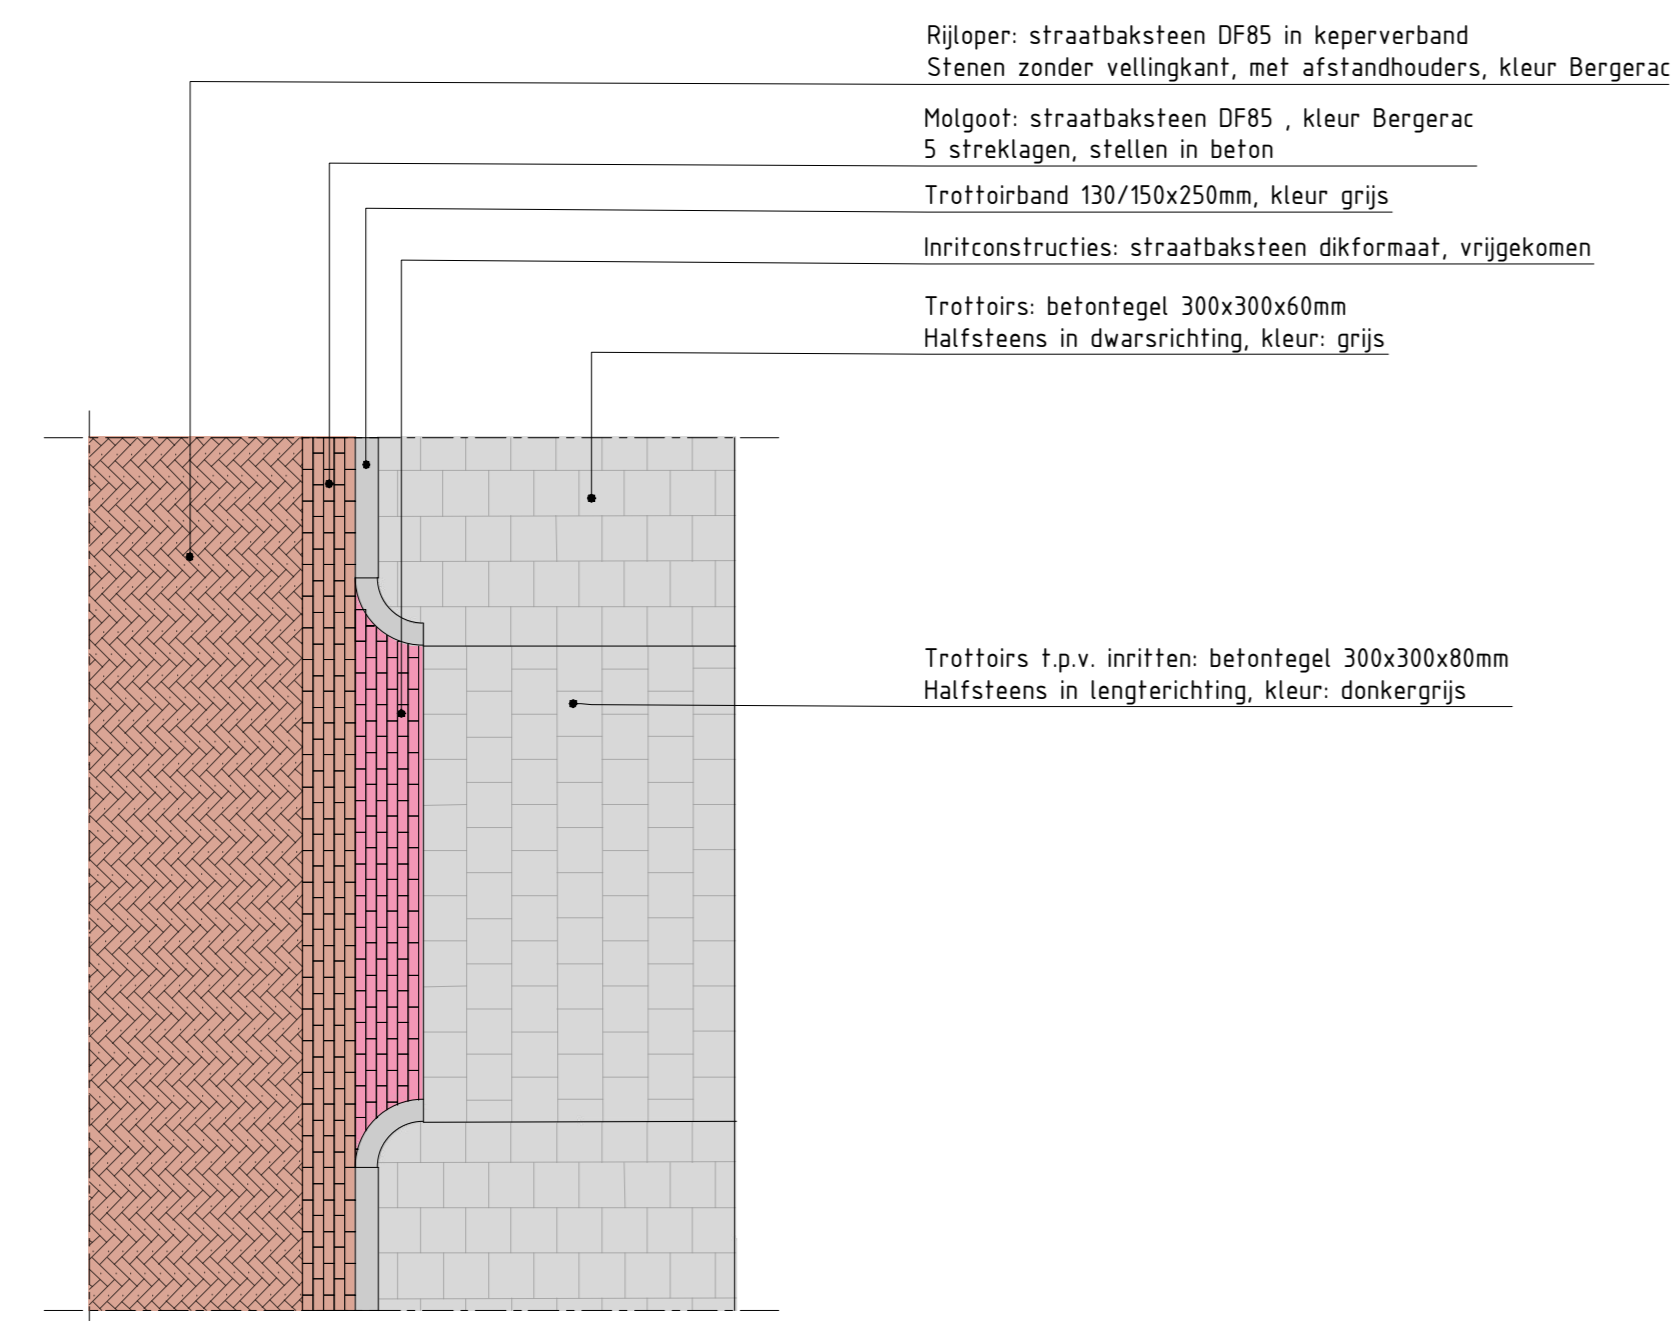 Rijloper: straatbaksteen DF85 in keperverband
Stenen zonder vellingkant, met afstandhouders, kleur Bergerac
Molgoot: straatbaksteen DF85 , kleur Bergerac
5 streklagen, stellen in beton
Trottoirband 130/150x250mm, kleur grijs
Inritconstructies: straatbaksteen dikformaat, vrijgekomen
Trottoirs: betontegel 300x300x60mm
Halfsteens in dwarsrichting, kleur: grijs
Trottoirs t.p.v. inritten: betontegel 300x300x80mm
Halfsteens in lengterichting, kleur: donkergrijs